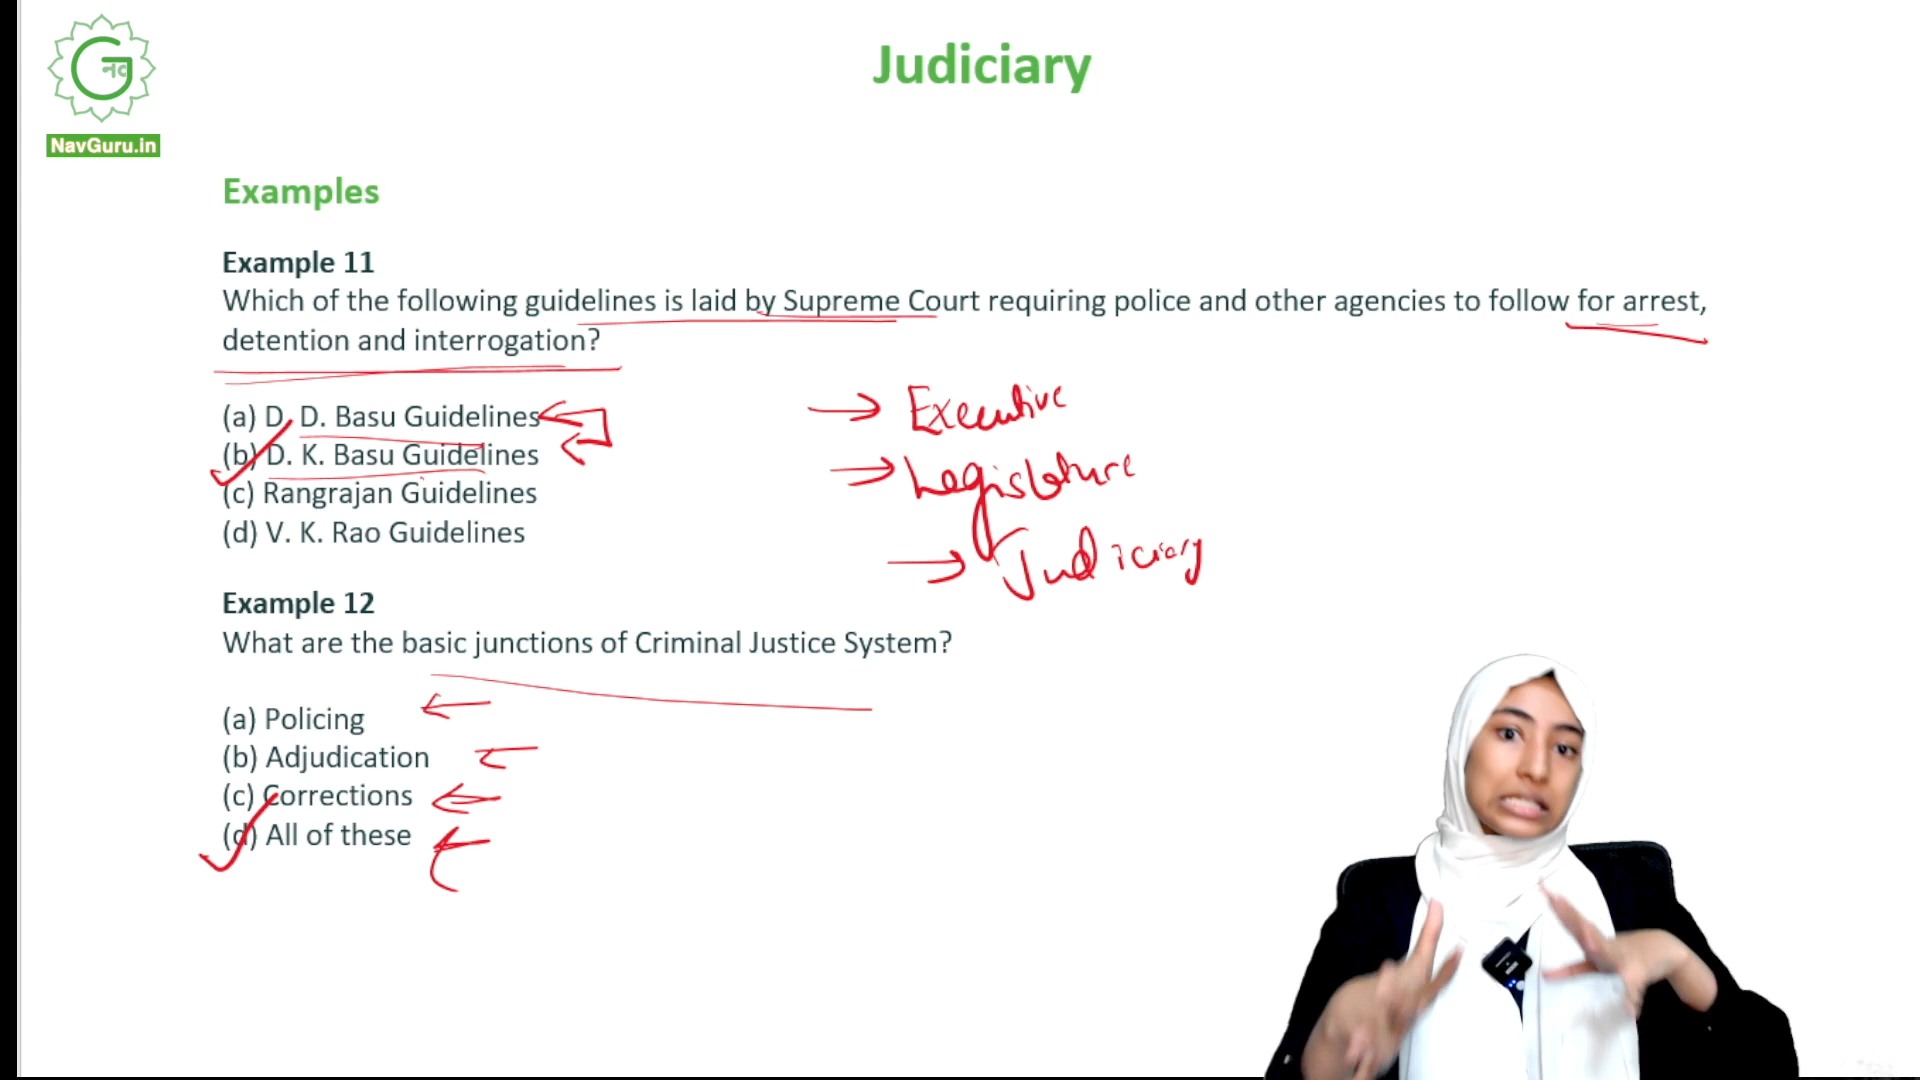 Judiciary
नव
NavGuru.in
Examples
Example 11
Which of the following guidelines is laid by Supreme Court requiring police and other agencies to follow for arrest,
detention and interrogation?
(a) D. D. Basu Guidelines
(b) D. K. Basu Guidelines
(c) Rangrajan Guidelines
(d) V. K. Rao Guidelines
Executive
Legislature
Judiciary
Example 12
What are the basic junctions of Criminal Justice System?
(a) Policing
(b) Adjudication
(c) Corrections
(d) All of these